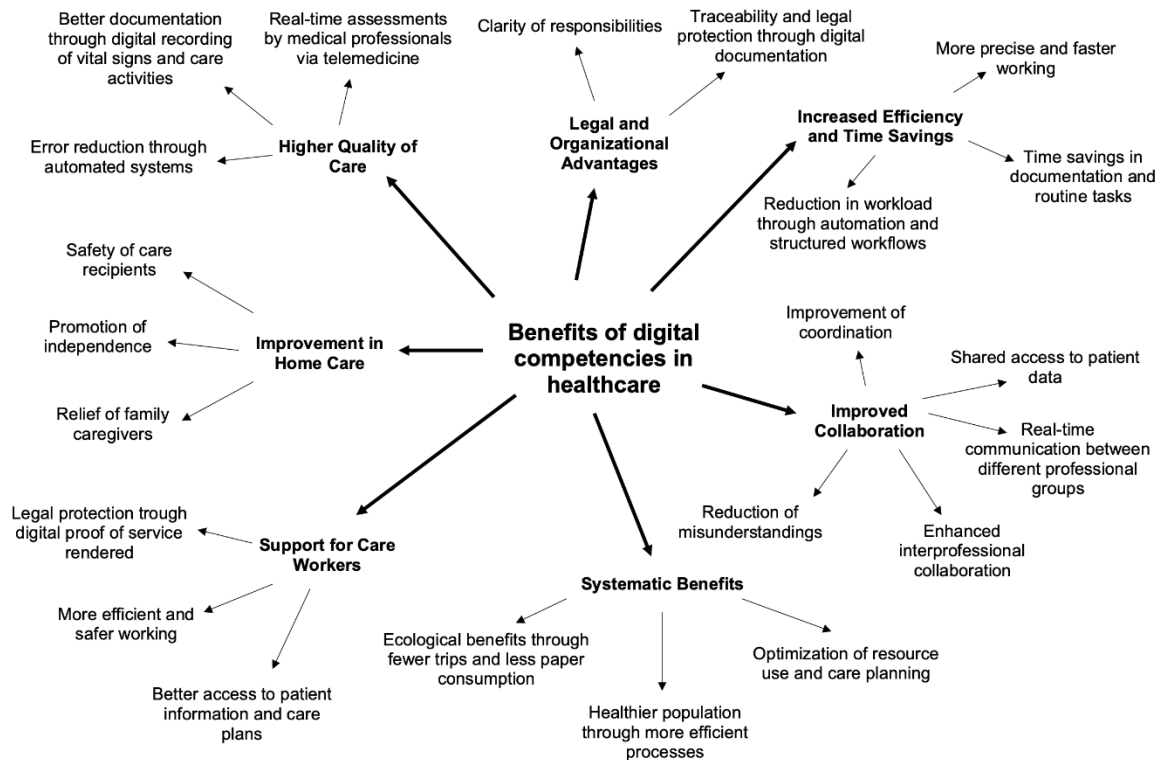 Better documentation
through digital recording
of vital signs and care
activities
Real-time assessments
by medical professionals
via telemedicine
Error reduction through
automated systems
Higher Quality of
Care
Clarity of responsibilities
Traceability and legal
protection through digital
documentation
Legal and
Organizational
Advantages
More precise and faster
working
Increased Efficiency
and Time Savings
Time savings in
documentation and
routine tasks
Reduction in workload
through automation and
structured workflows
Safety of care
recipients
Promotion of
independence
Improvement in
Home Care
Relief of family
caregivers
Benefits of digital
competencies in
healthcare
Improvement of
coordination
Shared access to patient
data
Improved
Collaboration
Real-time
communication between
different professional
groups
Reduction of
misunderstandings
Enhanced
interprofessional
collaboration
Legal protection trough
digital proof of service
rendered
Support for Care
Workers
More efficient and
safer working
Better access to patient
information and care
plans
Systematic Benefits
Ecological benefits through
fewer trips and less paper
consumption
Optimization of resource
use and care planning
Healthier population
through more efficient
processes